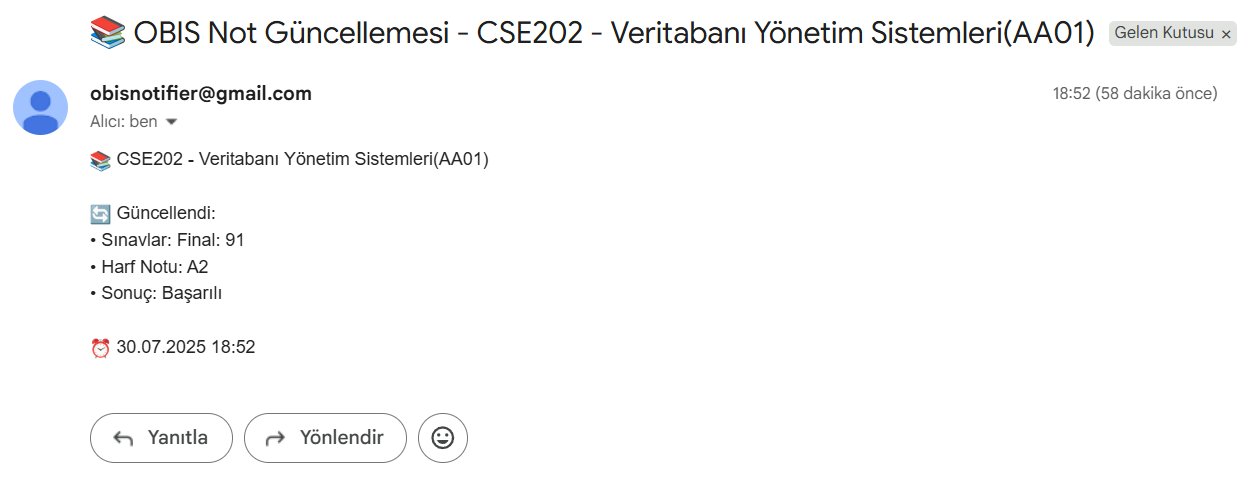 📚 OBIS Not Güncellemesi - CSE202 - Veritabanı Yönetim Sistemleri(AA01) Gelen Kutusu ×
obisnotifier@gmail.com 18:52 (58 dakika önce)
Alıcı: ben
📚 CSE202 - Veritabanı Yönetim Sistemleri(AA01)
🔄 Güncellendi:
• Sınavlar: Final: 91
• Harf Notu: A2
• Sonuç: Başarılı
⏰ 30.07.2025 18:52
Yanıtla Yönlendir